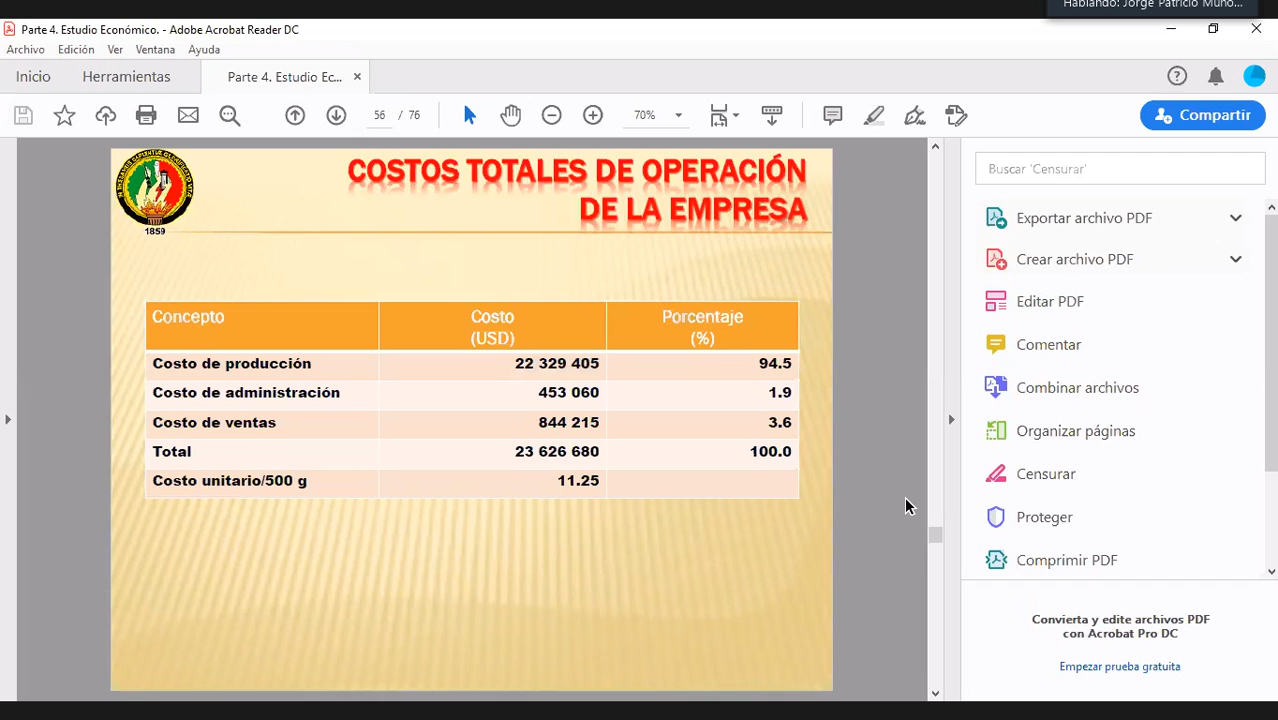 Hablando: Jorge Patricio Muño...
Parte 4. Estudio Económico. - Adobe Acrobat Reader DC
Archivo Edición Ver Ventana Ayuda
Inicio Herramientas Parte 4. Estudio Ec... ×
56 / 76 70% Compartir
COSTOS TOTALES DE OPERACIÓN
DE LA EMPRESA
1859
Concepto Costo Porcentaje
(USD) (%)
Costo de producción 22 329 405 94.5
Costo de administración 453 060 1.9
Costo de ventas 844 215 3.6
Total 23 626 680 100.0
Costo unitario/500 g 11.25
Buscar 'Censurar'
Exportar archivo PDF
Crear archivo PDF
Editar PDF
Comentar
Combinar archivos
Organizar páginas
Censurar
Proteger
Comprimir PDF
Convierta y edite archivos PDF
con Acrobat Pro DC
Empezar prueba gratuita